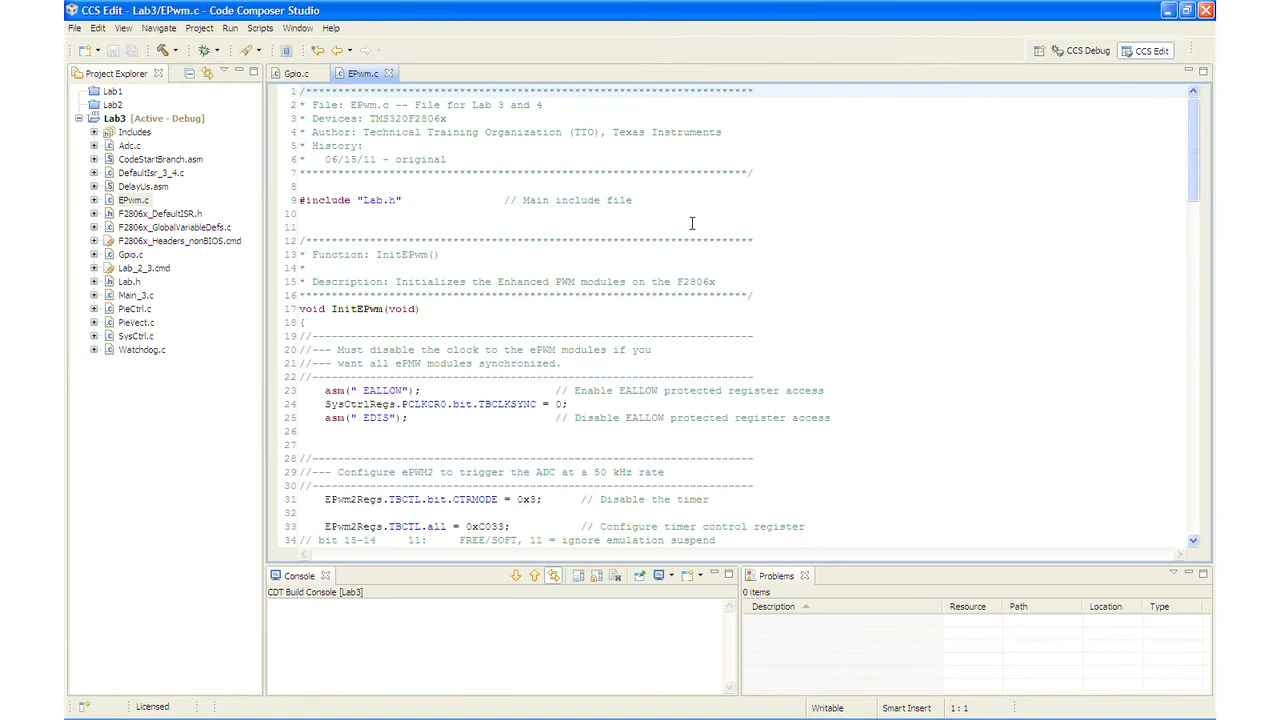 CCS Edit - Lab3/EPwm.c - Code Composer Studio
File Edit View Navigate Project Run Scripts Window Help
CCS Debug CCS Edit
Project Explorer
Gpio.c EPwm.c
Lab1
Lab2
Lab3 [Active - Debug]
Includes
Adc.c
CodeStartBranch.asm
DefaultIsr_3_4.c
DelayUs.asm
EPwm.c
F2806x_DefaultISR.h
F2806x_GlobalVariableDefs.c
F2806x_Headers_nonBIOS.cmd
Gpio.c
Lab_2_3.cmd
Lab.h
Main_3.c
PieCtrl.c
PieVect.c
SysCtrl.c
Watchdog.c
1 /**********************************************************************
2 * File: EPwm.c -- File for Lab 3 and 4
3 * Devices: TMS320F2806x
4 * Author: Technical Training Organization (TTO), Texas Instruments
5 * History:
6 *   06/15/11 - original
7 **********************************************************************/
8
9 #include "Lab.h"                // Main include file
10
11
12 /**********************************************************************
13 * Function: InitEPwm()
14 *
15 * Description: Initializes the Enhanced PWM modules on the F2806x
16 **********************************************************************/
17 void InitEPwm(void)
18 {
19 //---------------------------------------------------------------------
20 //--- Must disable the clock to the ePWM modules if you
21 //--- want all ePMW modules synchronized.
22 //---------------------------------------------------------------------
23     asm(" EALLOW");                     // Enable EALLOW protected register access
24     SysCtrlRegs.PCLKCR0.bit.TBCLKSYNC = 0;
25     asm(" EDIS");                       // Disable EALLOW protected register access
26
27
28 //---------------------------------------------------------------------
29 //--- Configure ePWM2 to trigger the ADC at a 50 kHz rate
30 //---------------------------------------------------------------------
31     EPwm2Regs.TBCTL.bit.CTRMODE = 0x3;      // Disable the timer
32
33     EPwm2Regs.TBCTL.all = 0xC033;           // Configure timer control register
34 // bit 15-14     11:     FREE/SOFT, 11 = ignore emulation suspend
Console
CDT Build Console [Lab3]
Problems
0 items
Description Resource Path Location Type
Licensed Writable Smart Insert 1 : 1